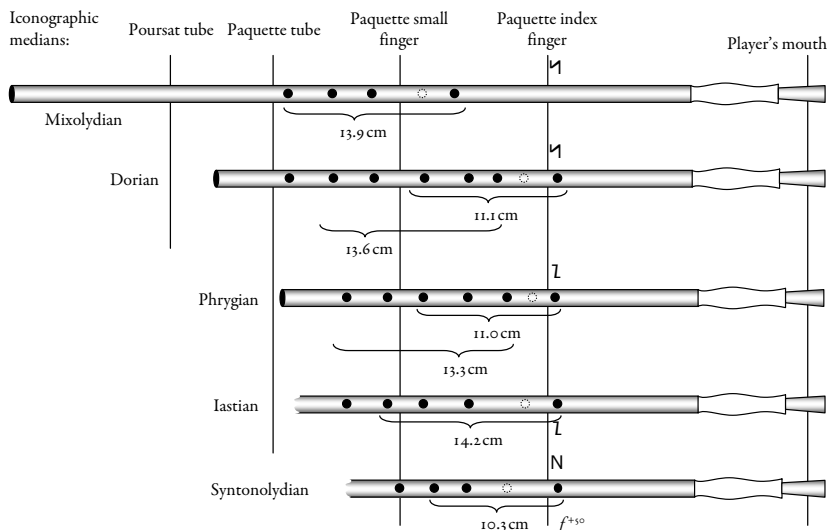 Iconographic
medians:
Poursat tube
Paquette tube
Paquette small
finger
Paquette index
finger
Player's mouth
Mixolydian
13.9 cm
Dorian
11.1 cm
13.6 cm
Phrygian
11.0 cm
13.3 cm
Iastian
14.2 cm
N
Syntonolydian
10.3 cm
f+50